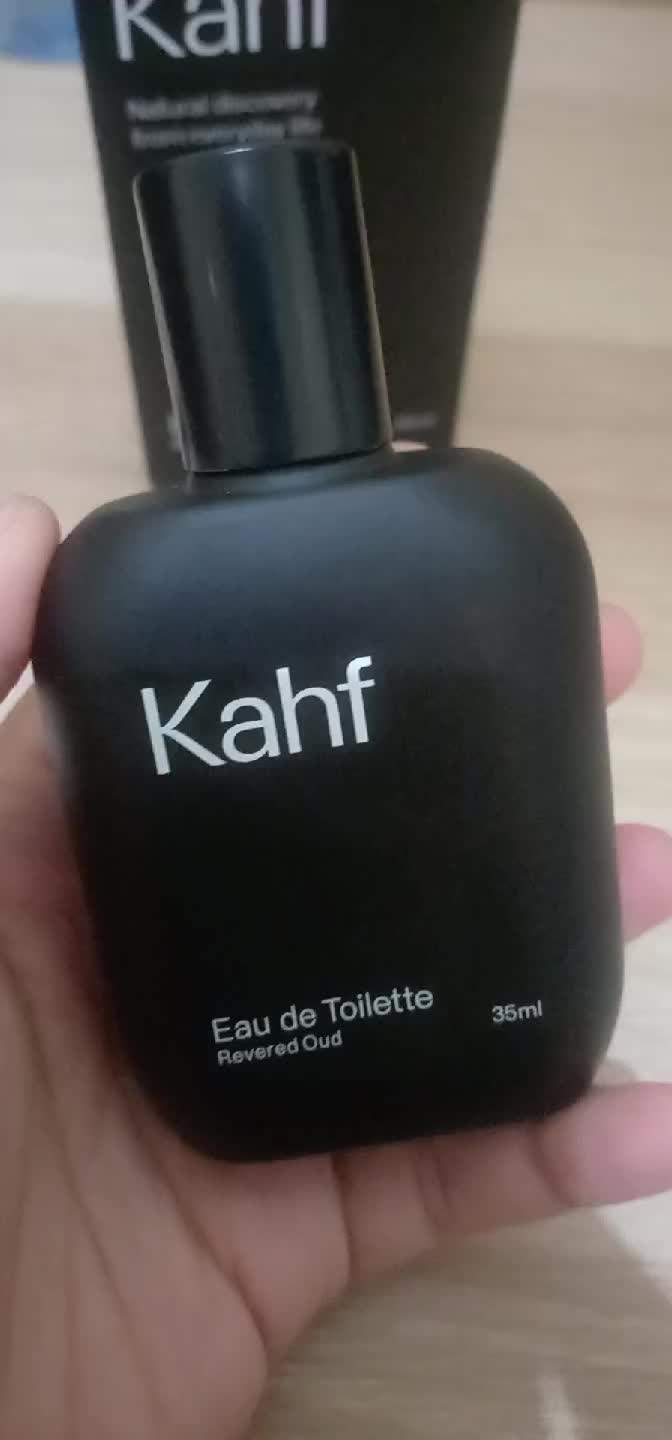 Kahf
Natural discovery
from everyday life
Kahf
Eau de Toilette
Revered Oud
35ml